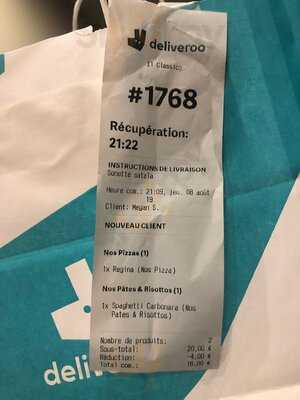 deliveroo
Il Classico.
#1768
Récupération:
21:22
INSTRUCTIONS DE LIVRAISON
Sonette satzla
Heure com.: 21:09, jeu. 08 août
19
Client: Megan S.
NOUVEAU CLIENT
Nos Pizzas (1)
1x Regina (Nos Pizza)
Nos Pâtes & Risottos (1)
1x Spaghetti Carbonara (Nos
Pates & Risottos)
Nombre de produits: 2
Sous-total: 20,00 €
Réduction: -4,00 €
Total com.: 16,00 €
deliv